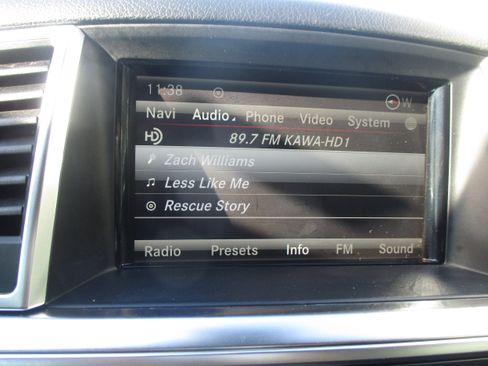 11:38 W
Navi Audio Phone Video System
HD 89.7 FM KAWA-HD1
Zach Williams
Less Like Me
Rescue Story
Radio Presets Info FM Sound